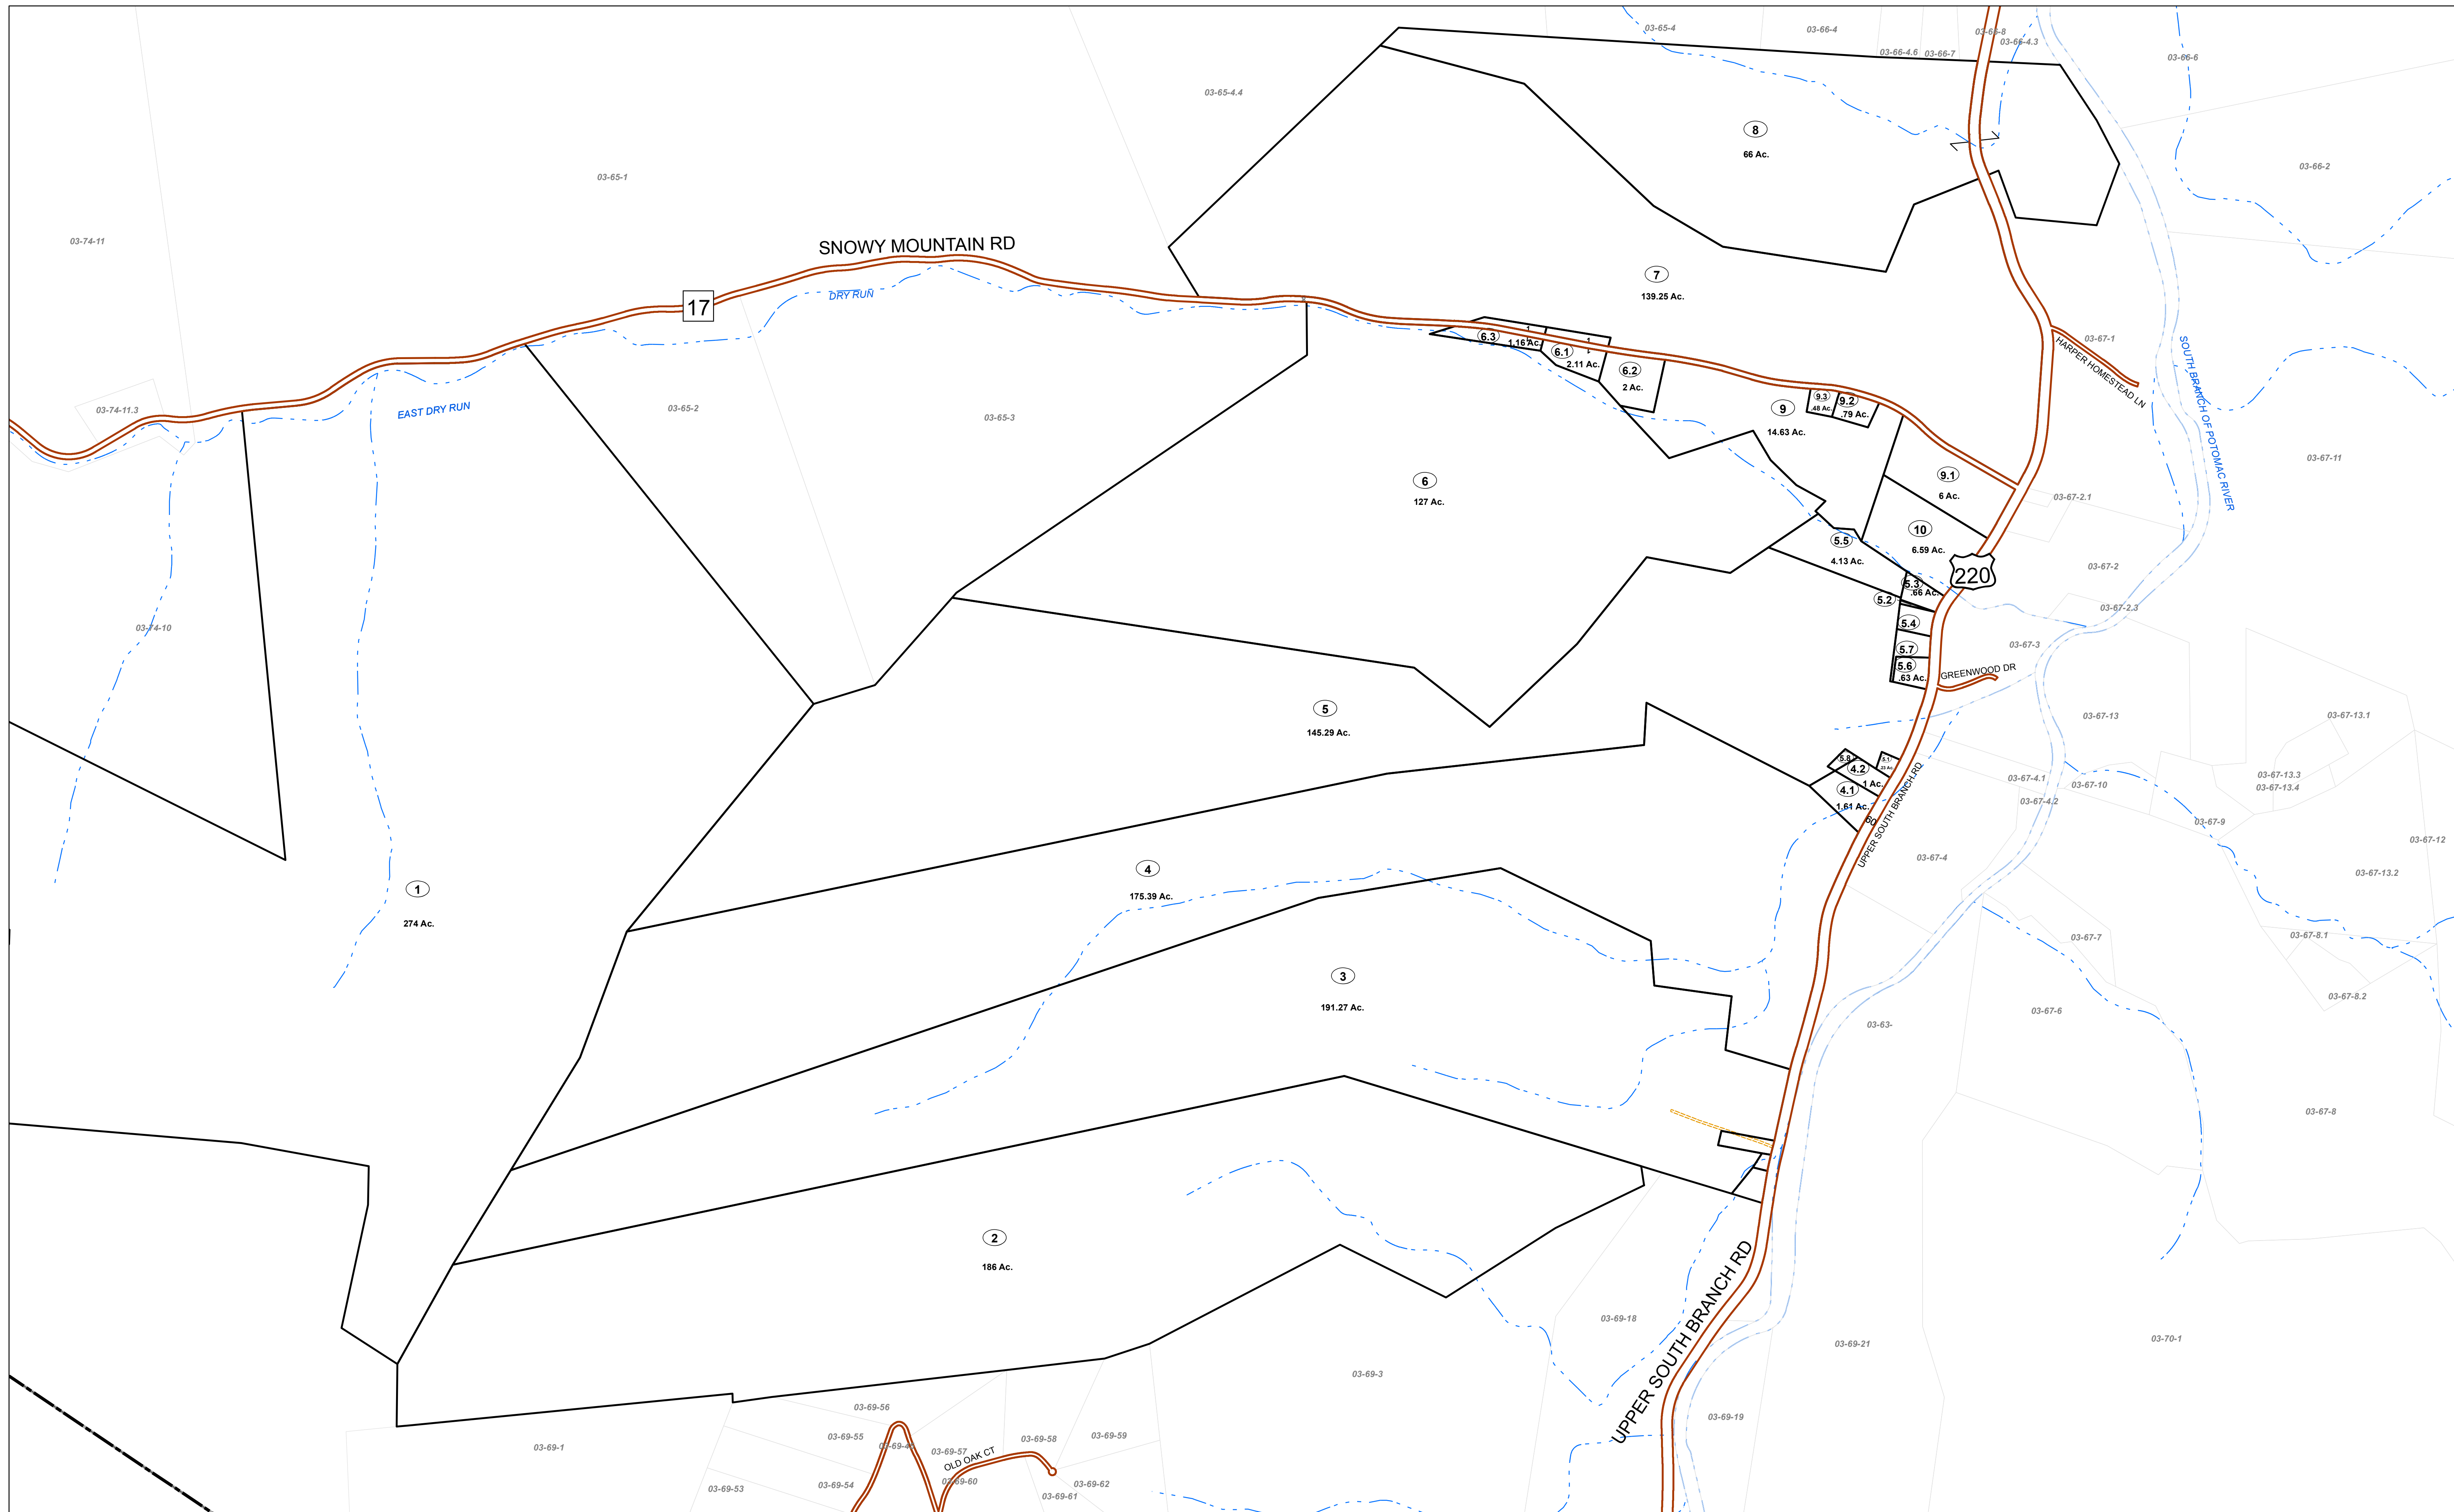 03-65-4
03-66-4
03-66-8
03-66-4.3
03-66-4.6
03-66-7
03-66-6
03-65-4.4
8
66 Ac.
03-66-2
03-65-1
03-74-11
SNOWY MOUNTAIN RD
7
139.25 Ac.
DRY RUN
17
6.3
1.16 Ac.
6.1
2.11 Ac.
6.2
2 Ac.
03-67-1
HARPER HOMESTEAD LN
SOUTH BRANCH OF POTOMAC RIVER
03-74-11.3
EAST DRY RUN
03-65-2
03-65-3
9
14.63 Ac.
9.3
.48 Ac.
9.2
.79 Ac.
03-67-11
6
127 Ac.
9.1
6 Ac.
03-67-2.1
10
6.59 Ac.
5.5
4.13 Ac.
220
03-67-2
5.3
.66 Ac.
5.2
03-67-2.3
5.4
03-74-10
5.7
5.6
.63 Ac.
03-67-3
GREENWOOD DR
5
145.29 Ac.
03-67-13
03-67-13.1
5.8
5.1
.23 Ac.
4.2
1 Ac.
4.1
1.61 Ac.
60
UPPER SOUTH BRANCH RD
03-67-4.1
03-67-10
03-67-13.3
03-67-13.4
03-67-4.2
03-67-9
03-67-12
03-67-4
03-67-13.2
4
175.39 Ac.
1
274 Ac.
03-67-7
03-67-8.1
3
191.27 Ac.
03-67-8.2
03-63-
03-67-6
03-67-8
2
186 Ac.
UPPER SOUTH BRANCH RD
03-69-18
03-69-21
03-70-1
03-69-3
03-69-56
03-69-19
03-69-55
03-69-57
03-69-58
03-69-59
03-69-1
OLD OAK CT
03-69-53
03-69-54
03-69-60
03-69-61
03-69-62